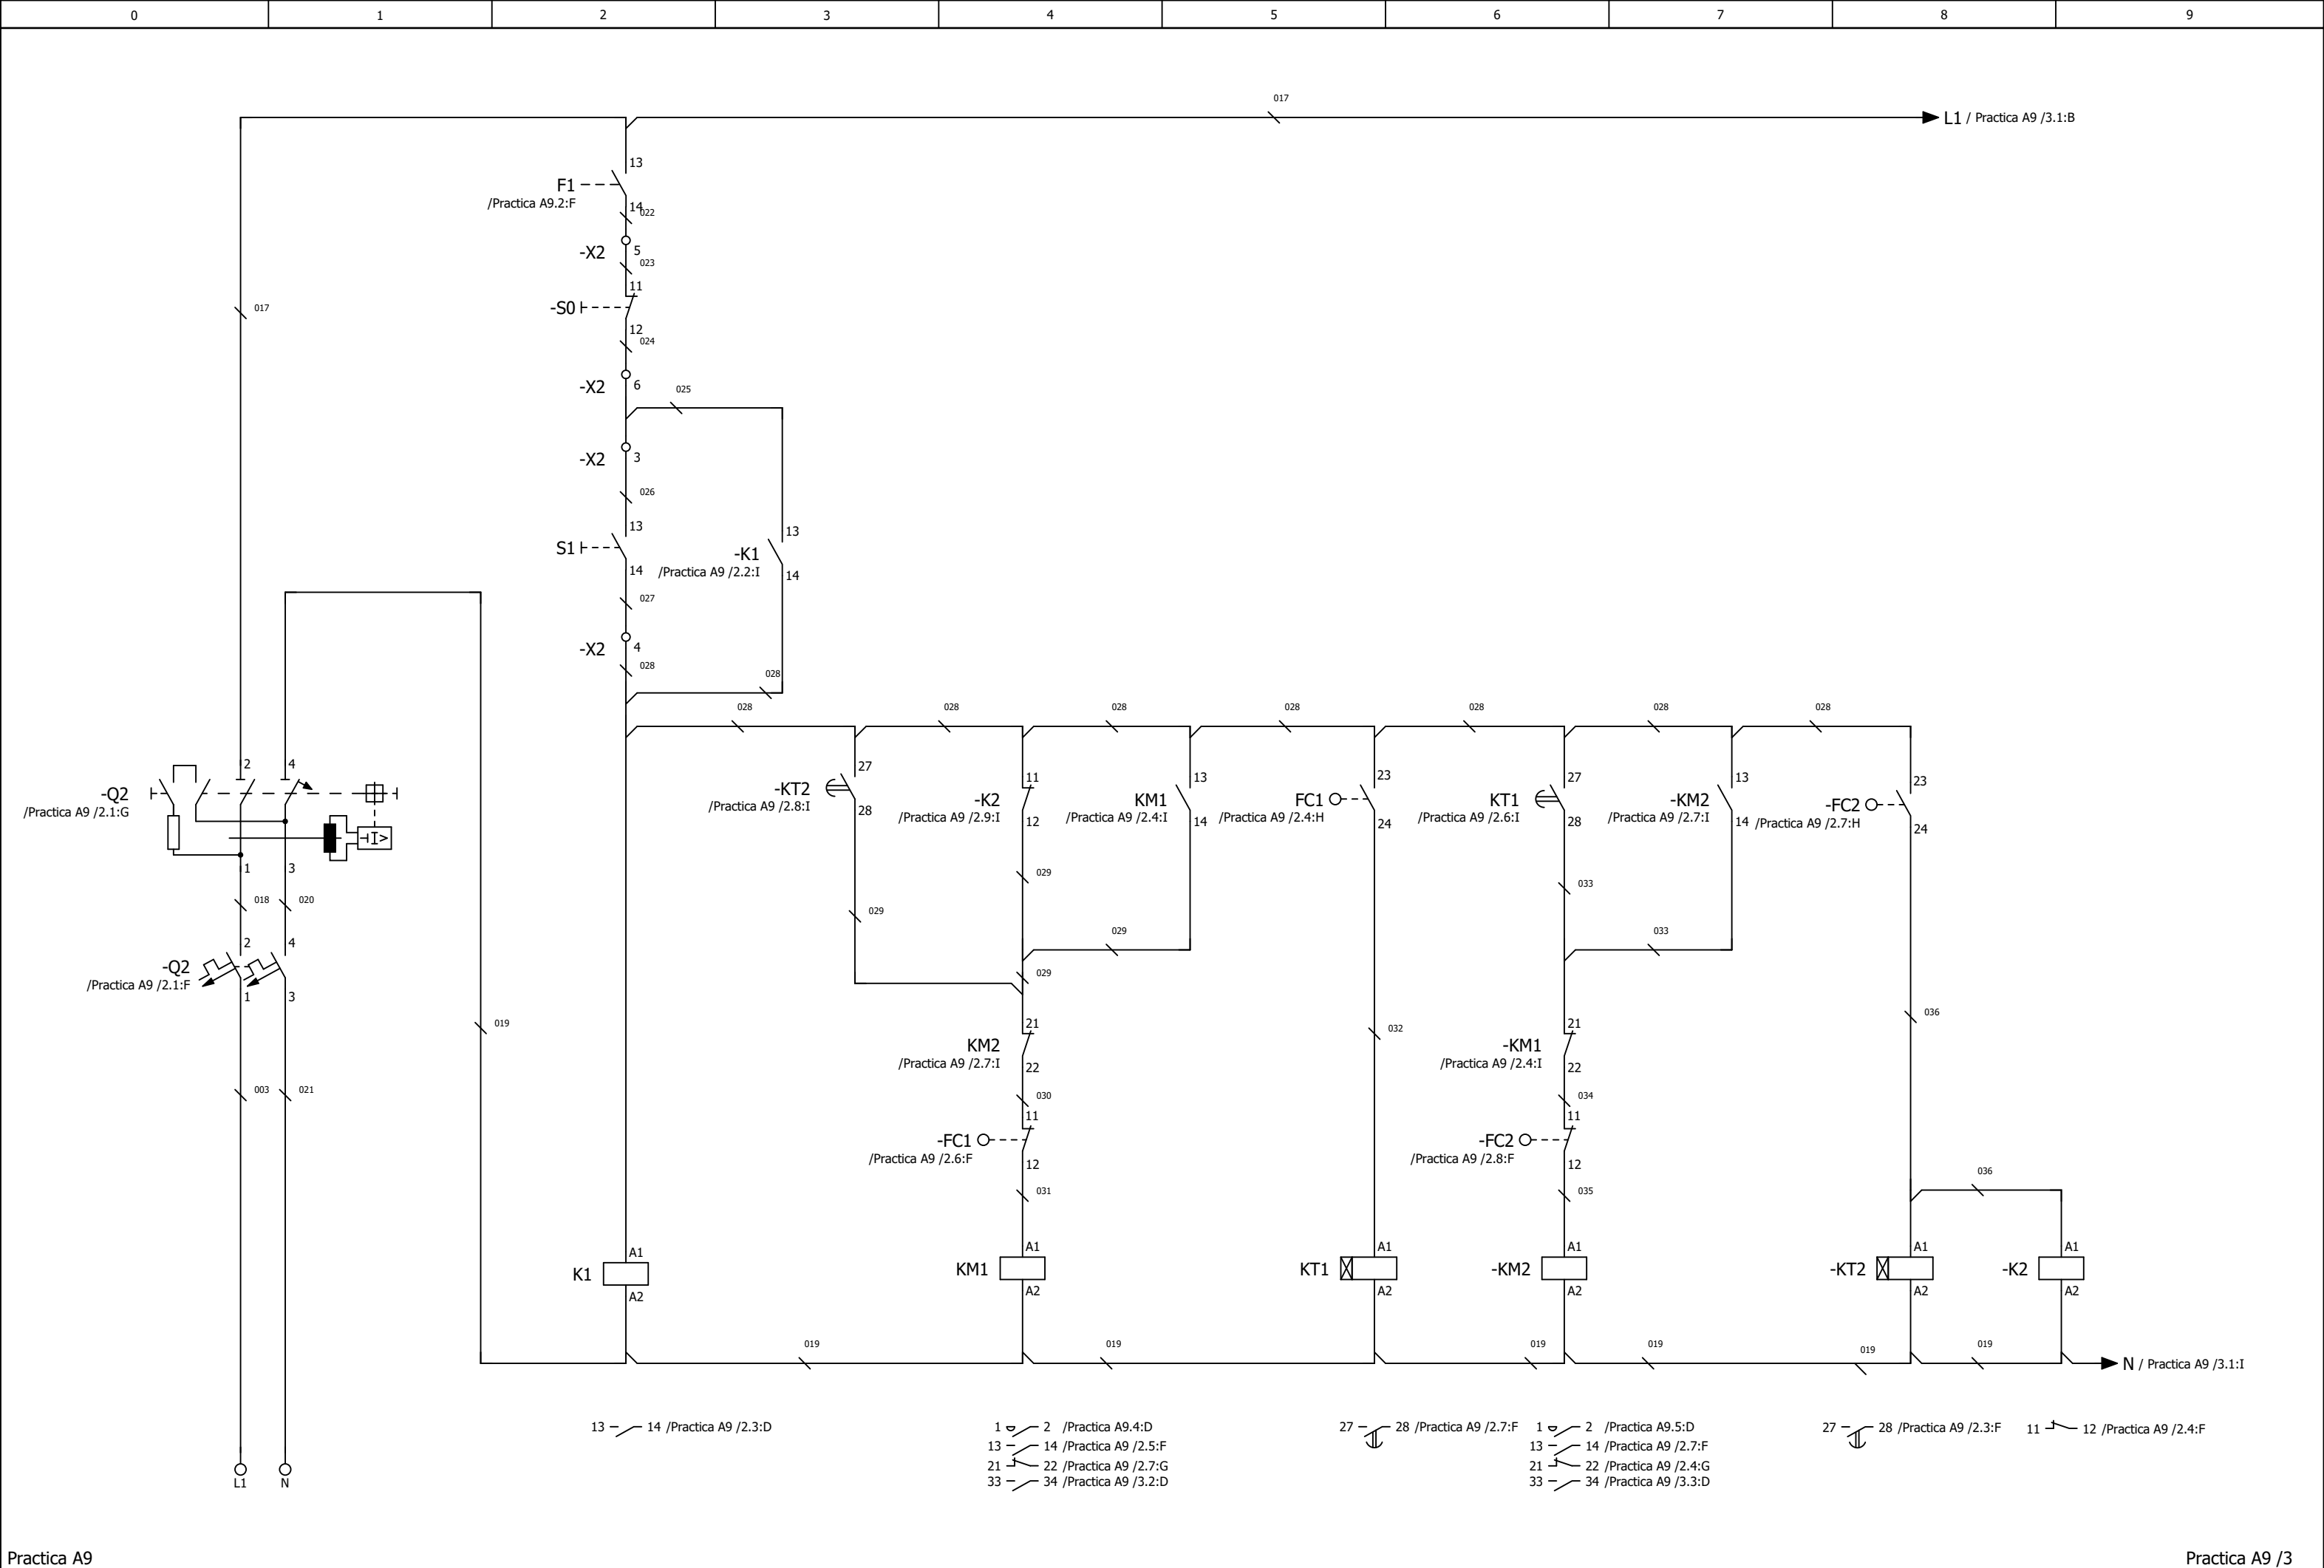 0 1 2 3 4 5 6 7 8 9
017
L1 / Practica A9 /3.1:B
13
F1
/Practica A9.2:F
14
022
-X2 5
023
11
-S0
12
024
017
-X2 6
025
-X2 3
026
13
S1
14
13
-K1
/Practica A9 /2.2:I
14
027
-X2 4
028
028
028 028 028 028 028 028 028
2 4
-Q2
/Practica A9 /2.1:G
1 3
27
-KT2
/Practica A9 /2.8:I
28
11
-K2
/Practica A9 /2.9:I
12
13
KM1
/Practica A9 /2.4:I
14
23
FC1
/Practica A9 /2.4:H
24
27
KT1
/Practica A9 /2.6:I
28
13
-KM2
/Practica A9 /2.7:I
14
23
-FC2
/Practica A9 /2.7:H
24
018 020
029
029
029
029
033
033
2 4
-Q2
/Practica A9 /2.1:F
1 3
019
032
036
21
KM2
/Practica A9 /2.7:I
22
21
-KM1
/Practica A9 /2.4:I
22
003 021
030
034
11
-FC1
/Practica A9 /2.6:F
12
11
-FC2
/Practica A9 /2.8:F
12
031
035
036
A1
K1
A2
A1
KM1
A2
A1
KT1
A2
A1
-KM2
A2
A1
-KT2
A2
A1
-K2
A2
019 019 019 019 019 019
N / Practica A9 /3.1:I
13 14 /Practica A9 /2.3:D
1 2 /Practica A9.4:D
13 14 /Practica A9 /2.5:F
21 22 /Practica A9 /2.7:G
33 34 /Practica A9 /3.2:D
27 28 /Practica A9 /2.7:F
1 2 /Practica A9.5:D
13 14 /Practica A9 /2.7:F
21 22 /Practica A9 /2.4:G
33 34 /Practica A9 /3.3:D
27 28 /Practica A9 /2.3:F
11 12 /Practica A9 /2.4:F
I>
L1 N
Practica A9
Practica A9 /3